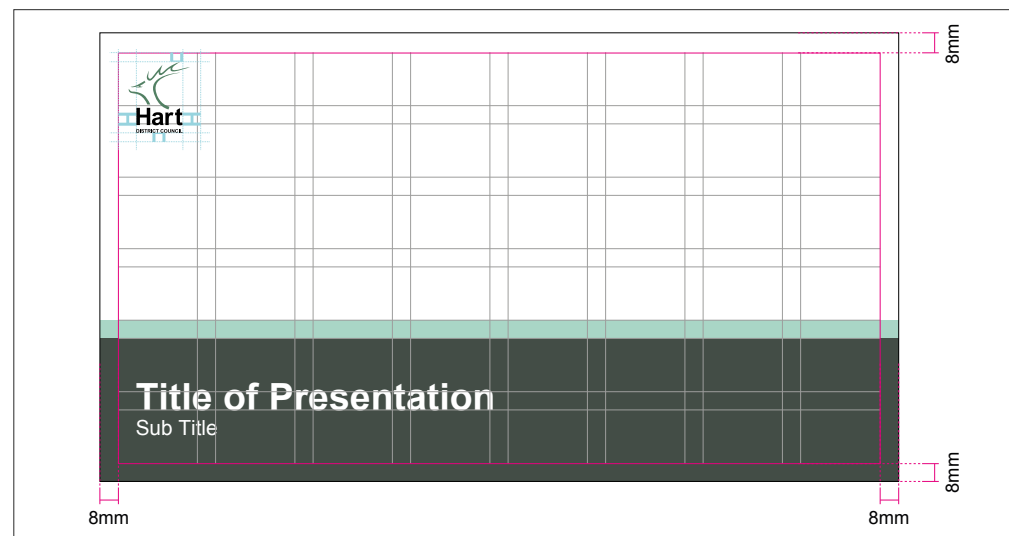 8mm
Hart
DISTRICT COUNCIL
Title of Presentation
Sub Title
8mm
8mm
8mm